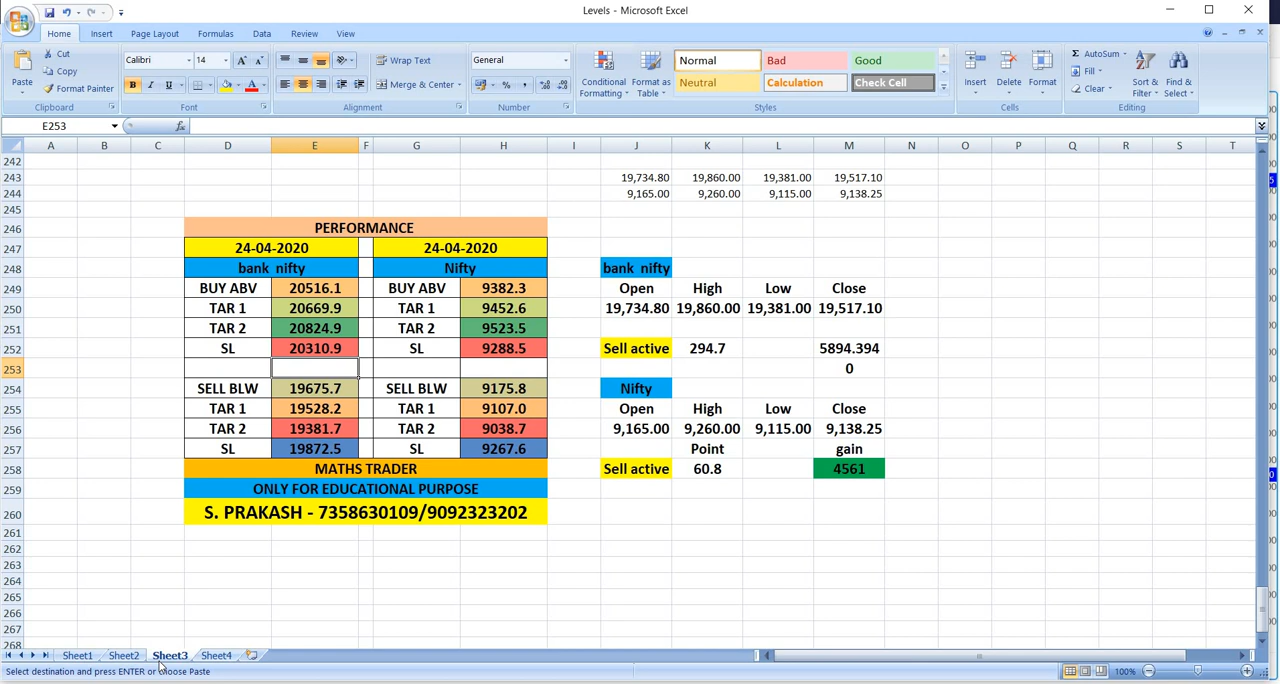 Levels - Microsoft Excel
Home Insert Page Layout Formulas Data Review View
Cut
Copy
Format Painter
Paste
Clipboard
Calibri 14
B I U
Font
Wrap Text
Merge & Center
Alignment
General
Number
Conditional Formatting
Format as Table
Normal Bad Good
Neutral Calculation Check Cell
Styles
Insert Delete Format
Cells
AutoSum
Fill
Clear
Sort & Filter
Find & Select
Editing
E253 fx
A B C D E F G H I J K L M N O P Q R S T
242
243 19,734.80 19,860.00 19,381.00 19,517.10
244 9,165.00 9,260.00 9,115.00 9,138.25
245
246 PERFORMANCE
247 24-04-2020 24-04-2020
248 bank nifty Nifty bank nifty
249 BUY ABV 20516.1 BUY ABV 9382.3 Open High Low Close
250 TAR 1 20669.9 TAR 1 9452.6 19,734.80 19,860.00 19,381.00 19,517.10
251 TAR 2 20824.9 TAR 2 9523.5
252 SL 20310.9 SL 9288.5 Sell active 294.7 5894.394
253 0
254 SELL BLW 19675.7 SELL BLW 9175.8 Nifty
255 TAR 1 19528.2 TAR 1 9107.0 Open High Low Close
256 TAR 2 19381.7 TAR 2 9038.7 9,165.00 9,260.00 9,115.00 9,138.25
257 SL 19872.5 SL 9267.6 Point gain
258 MATHS TRADER Sell active 60.8 4561
259 ONLY FOR EDUCATIONAL PURPOSE
260 S. PRAKASH - 7358630109/9092323202
261
262
263
264
265
266
267
268
Sheet1 Sheet2 Sheet3 Sheet4
Select destination and press ENTER or choose Paste 100%